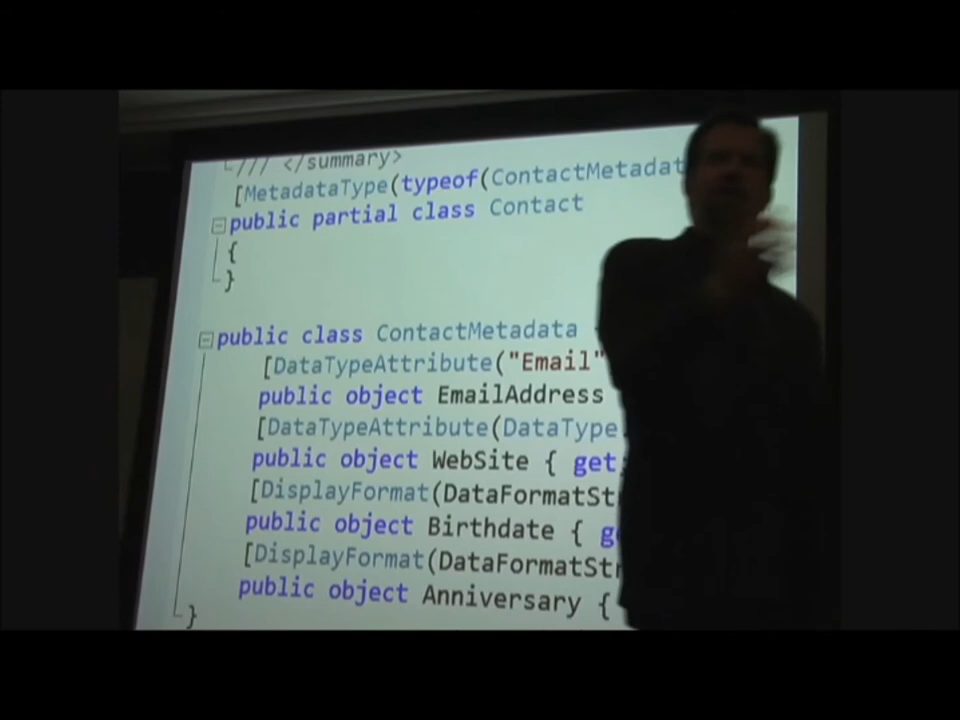 /// </summary>
[MetadataType(typeof(ContactMetadat
public partial class Contact
{
}
public class ContactMetadata {
[DataTypeAttribute("Email"
public object EmailAddress
[DataTypeAttribute(DataType.
public object WebSite { get;
[DisplayFormat(DataFormatStr
public object Birthdate { g
[DisplayFormat(DataFormatStr
public object Anniversary {
}